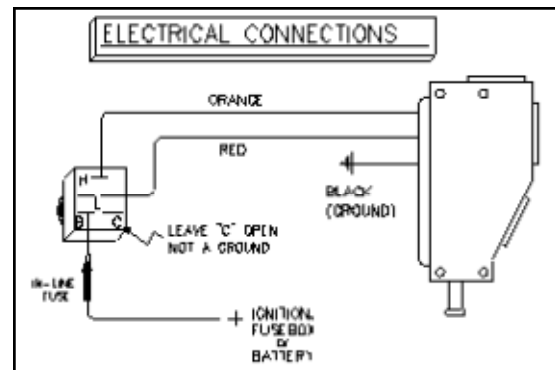 ELECTRICAL CONNECTIONS
ORANGE
RED
H
L
B C
BLACK
(GROUND)
LEAVE "C" OPEN
NOT A GROUND
IN-LINE
FUSE
+ IGNITION,
FUSEBOX
or
BATTERY